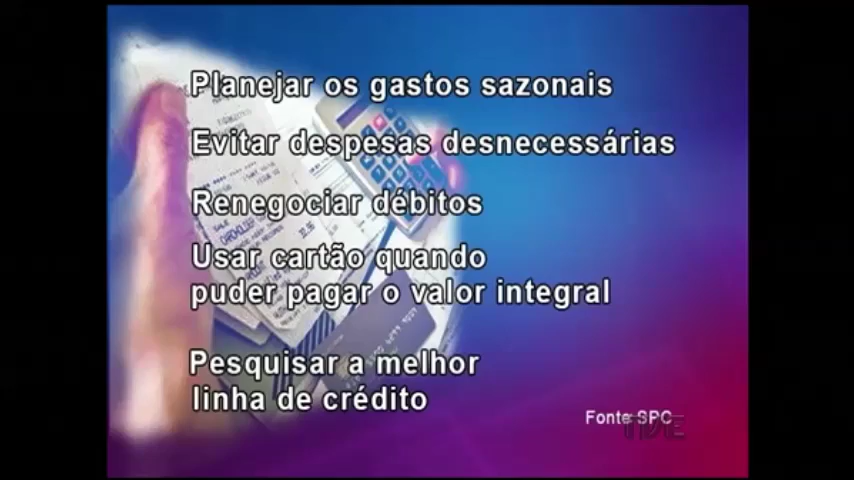 Planejar os gastos sazonais
Evitar despesas desnecessárias
Renegociar débitos
Usar cartão quando
puder pagar o valor integral
Pesquisar a melhor
linha de crédito
Fonte:SPC
TVE